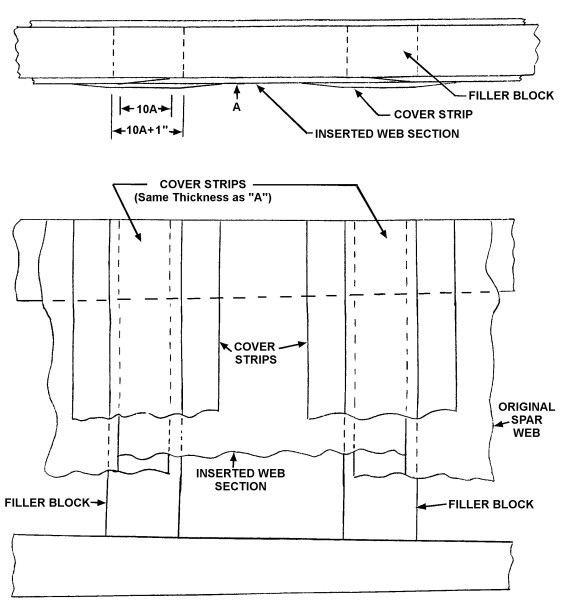 FILLER BLOCK
10A
A
COVER STRIP
10A+1"
INSERTED WEB SECTION
COVER STRIPS
(Same Thickness as "A")
COVER
STRIPS
ORIGINAL
SPAR
WEB
INSERTED WEB
SECTION
FILLER BLOCK
FILLER BLOCK